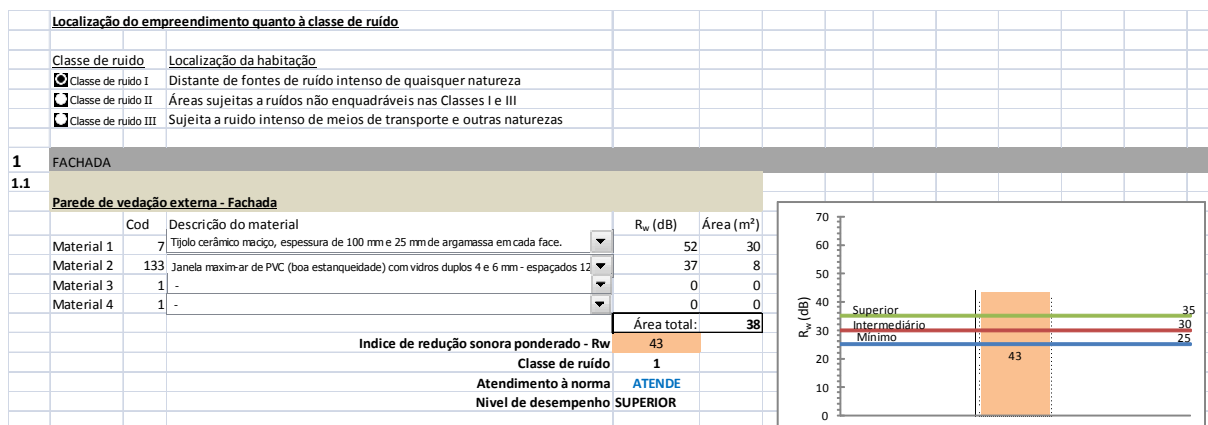 Localização do empreendimento quanto à classe de ruído
Classe de ruido Localização da habitação
Classe de ruido I Distante de fontes de ruído intenso de quaisquer natureza
Classe de ruido II Áreas sujeitas a ruídos não enquadráveis nas Classes I e III
Classe de ruido III Sujeita a ruido intenso de meios de transporte e outras naturezas
1 FACHADA
1.1
Parede de vedação externa - Fachada
Cod Descrição do material Rw (dB) Área (m²)
Material 1 7 Tijolo cerâmico maciço, espessura de 100 mm e 25 mm de argamassa em cada face. 52 30
Material 2 133 Janela maxim-ar de PVC (boa estanqueidade) com vidros duplos 4 e 6 mm - espaçados 12 37 8
Material 3 1 - 0 0
Material 4 1 - 0 0
Área total: 38
Indice de redução sonora ponderado - Rw 43
Classe de ruído 1
Atendimento à norma ATENDE
Nivel de desempenho SUPERIOR
Rw (dB)
70
60
50
40
30
20
10
0
Superior 35
Intermediário 30
Mínimo 25
43